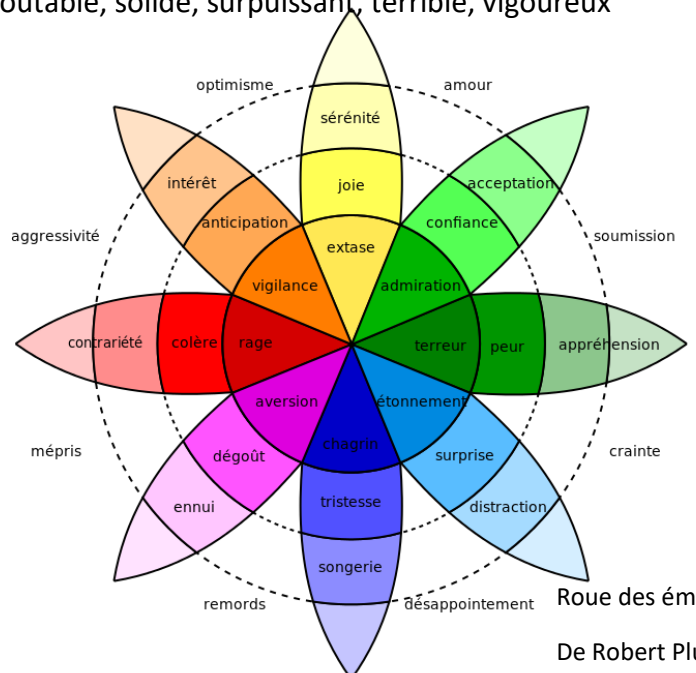 outable, solide, surpuissant, terrible, vigoureux
optimisme
amour
sérénité
intérêt
joie
acceptation
anticipation
confiance
aggressivité
soumission
extase
vigilance
admiration
contrariété
colère
rage
terreur
peur
appréhension
aversion
étonnement
chagrin
mépris
dégoût
surprise
crainte
ennui
tristesse
distraction
songerie
remords
désappointement
Roue des ém
De Robert Plu